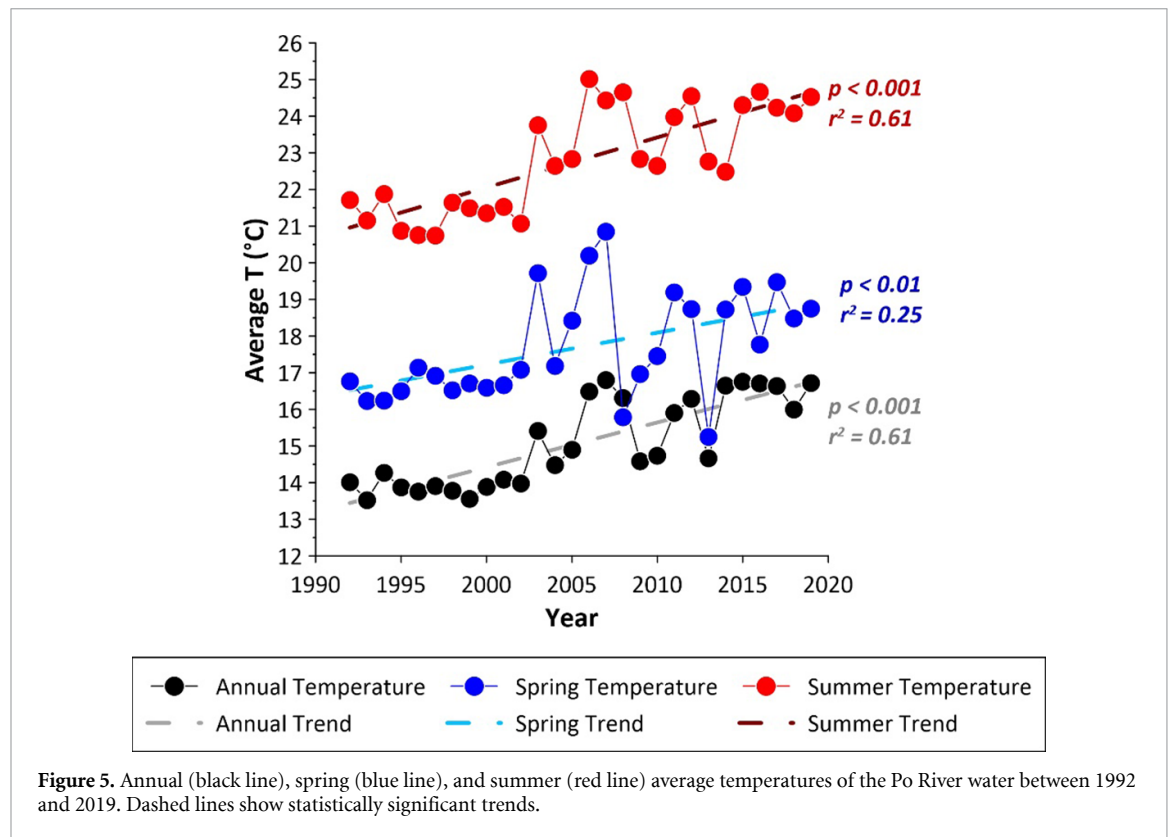 26
25
24
23
22
21
20
19
18
17
16
15
14
13
12
Average T (°C)
p < 0.001
r² = 0.61
p < 0.01
r² = 0.25
p < 0.001
r² = 0.61
1990 1995 2000 2005 2010 2015 2020
Year
Annual Temperature Spring Temperature Summer Temperature
Annual Trend Spring Trend Summer Trend
Figure 5. Annual (black line), spring (blue line), and summer (red line) average temperatures of the Po River water between 1992
and 2019. Dashed lines show statistically significant trends.